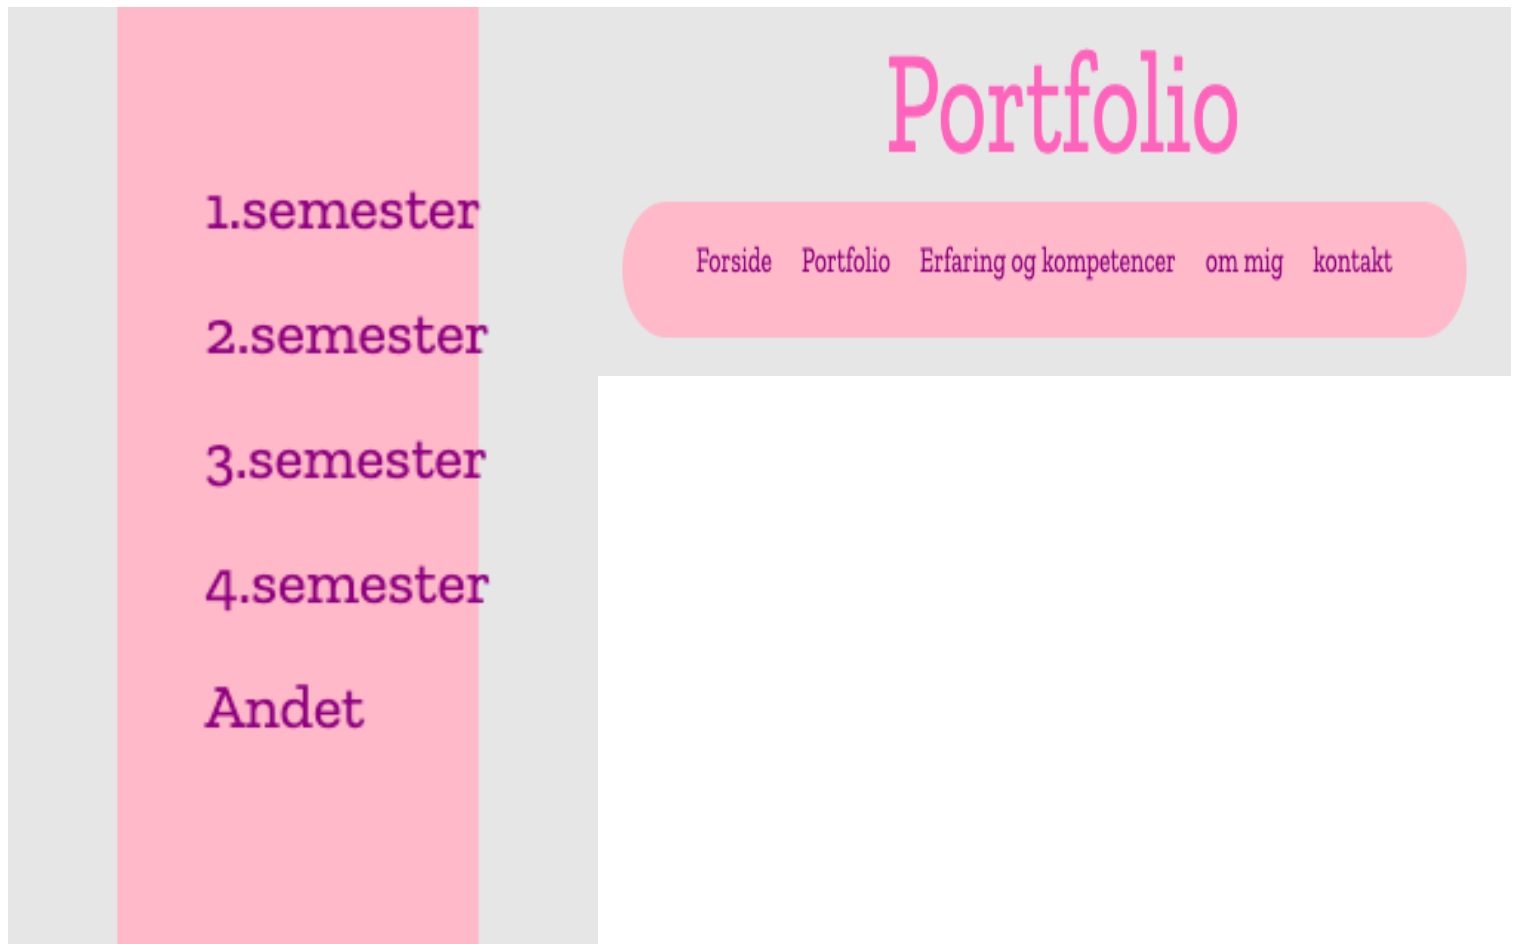 Portfolio
Forside Portfolio Erfaring og kompetencer om mig kontakt
1.semester
2.semester
3.semester
4.semester
Andet